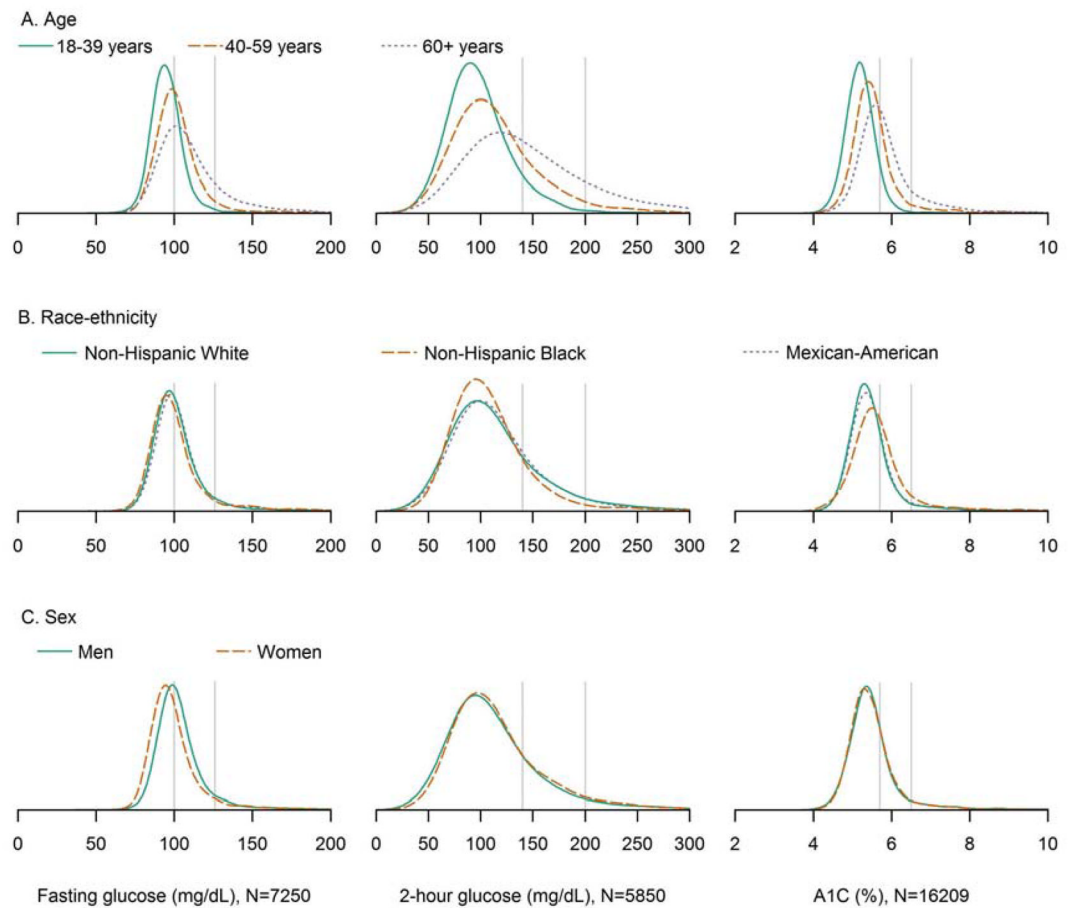 A. Age
18-39 years 40-59 years 60+ years
0 50 100 150 200 0 50 100 150 200 250 300 2 4 6 8 10
B. Race-ethnicity
Non-Hispanic White Non-Hispanic Black Mexican-American
0 50 100 150 200 0 50 100 150 200 250 300 2 4 6 8 10
C. Sex
Men Women
0 50 100 150 200 0 50 100 150 200 250 300 2 4 6 8 10
Fasting glucose (mg/dL), N=7250 2-hour glucose (mg/dL), N=5850 A1C (%), N=16209